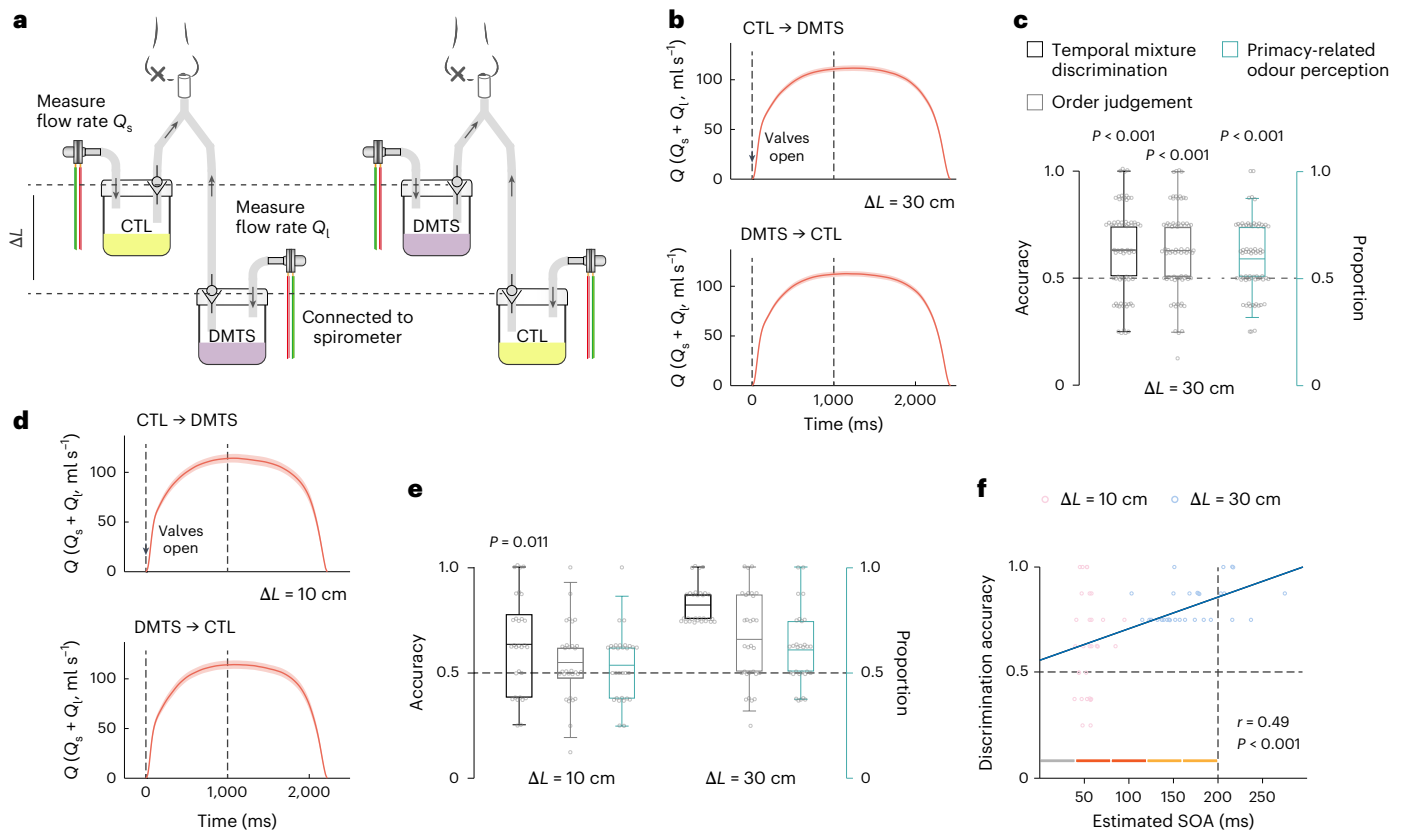 a
Measure
flow rate Qs
CTL
DMTS
ΔL
Measure
flow rate Ql
DMTS
Connected to
spirometer
CTL
b
CTL → DMTS
Q (Qs + Ql, ml s−1)
100
50
0
Valves
open
ΔL = 30 cm
DMTS → CTL
Q (Qs + Ql, ml s−1)
100
50
0
0
1,000
2,000
Time (ms)
c
Temporal mixture
discrimination
Primacy-related
odour perception
Order judgement
P < 0.001
P < 0.001
P < 0.001
Accuracy
1.0
0.5
0
1.0
0.5
0
Proportion
ΔL = 30 cm
d
CTL → DMTS
Q (Qs + Ql, ml s−1)
100
50
0
Valves
open
ΔL = 10 cm
DMTS → CTL
Q (Qs + Ql, ml s−1)
100
50
0
0
1,000
2,000
Time (ms)
e
P = 0.011
Accuracy
1.0
0.5
0
1.0
0.5
0
Proportion
ΔL = 10 cm
ΔL = 30 cm
f
ΔL = 10 cm
ΔL = 30 cm
Discrimination accuracy
1.0
0.5
0
r = 0.49
P < 0.001
50
100
150
200
250
Estimated SOA (ms)